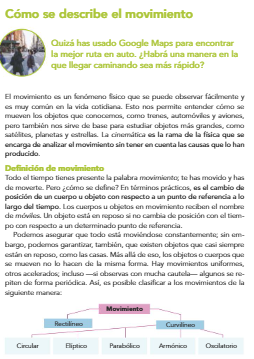 Cómo se describe el movimiento
Quizá has usado Google Maps para encontrar
la mejor ruta en auto. ¿Habrá una manera en la
que llegar caminando sea más rápido?
El movimiento es un fenómeno físico que se puede observar fácilmente y
es muy común en la vida cotidiana. Esto nos permite entender cómo se
mueven los objetos que conocemos, como trenes, automóviles y aviones,
pero también nos sirve de base para estudiar objetos más grandes, como
satélites, planetas y estrellas. La cinemática es la rama de la física que se
encarga de analizar el movimiento sin tener en cuenta las causas que lo han
producido.
Definición de movimiento
Todo el tiempo tienes presente la palabra movimiento; te has movido y has
de moverte. Pero ¿cómo se define? En términos prácticos, es el cambio de
posición de un cuerpo u objeto con respecto a un punto de referencia a lo
largo del tiempo. Los cuerpos u objetos en movimiento reciben el nombre
de móviles. Un objeto está en reposo si no cambia de posición con el tiem-
po con respecto a un determinado punto de referencia.
Podemos asegurar que todo está moviéndose constantemente; sin em-
bargo, podemos garantizar, también, que existen objetos que casi siempre
están en reposo, como las casas. Más allá de eso, los objetos o cuerpos que
se mueven no lo hacen de la misma forma. Hay movimientos uniformes,
otros acelerados; incluso —si observas con mucha cautela— algunos se re-
piten de forma periódica. Así, es posible clasificar a los movimientos de la
siguiente manera:
Movimiento
Rectilíneo Curvilíneo
Circular Elíptico Parabólico Armónico Oscilatorio